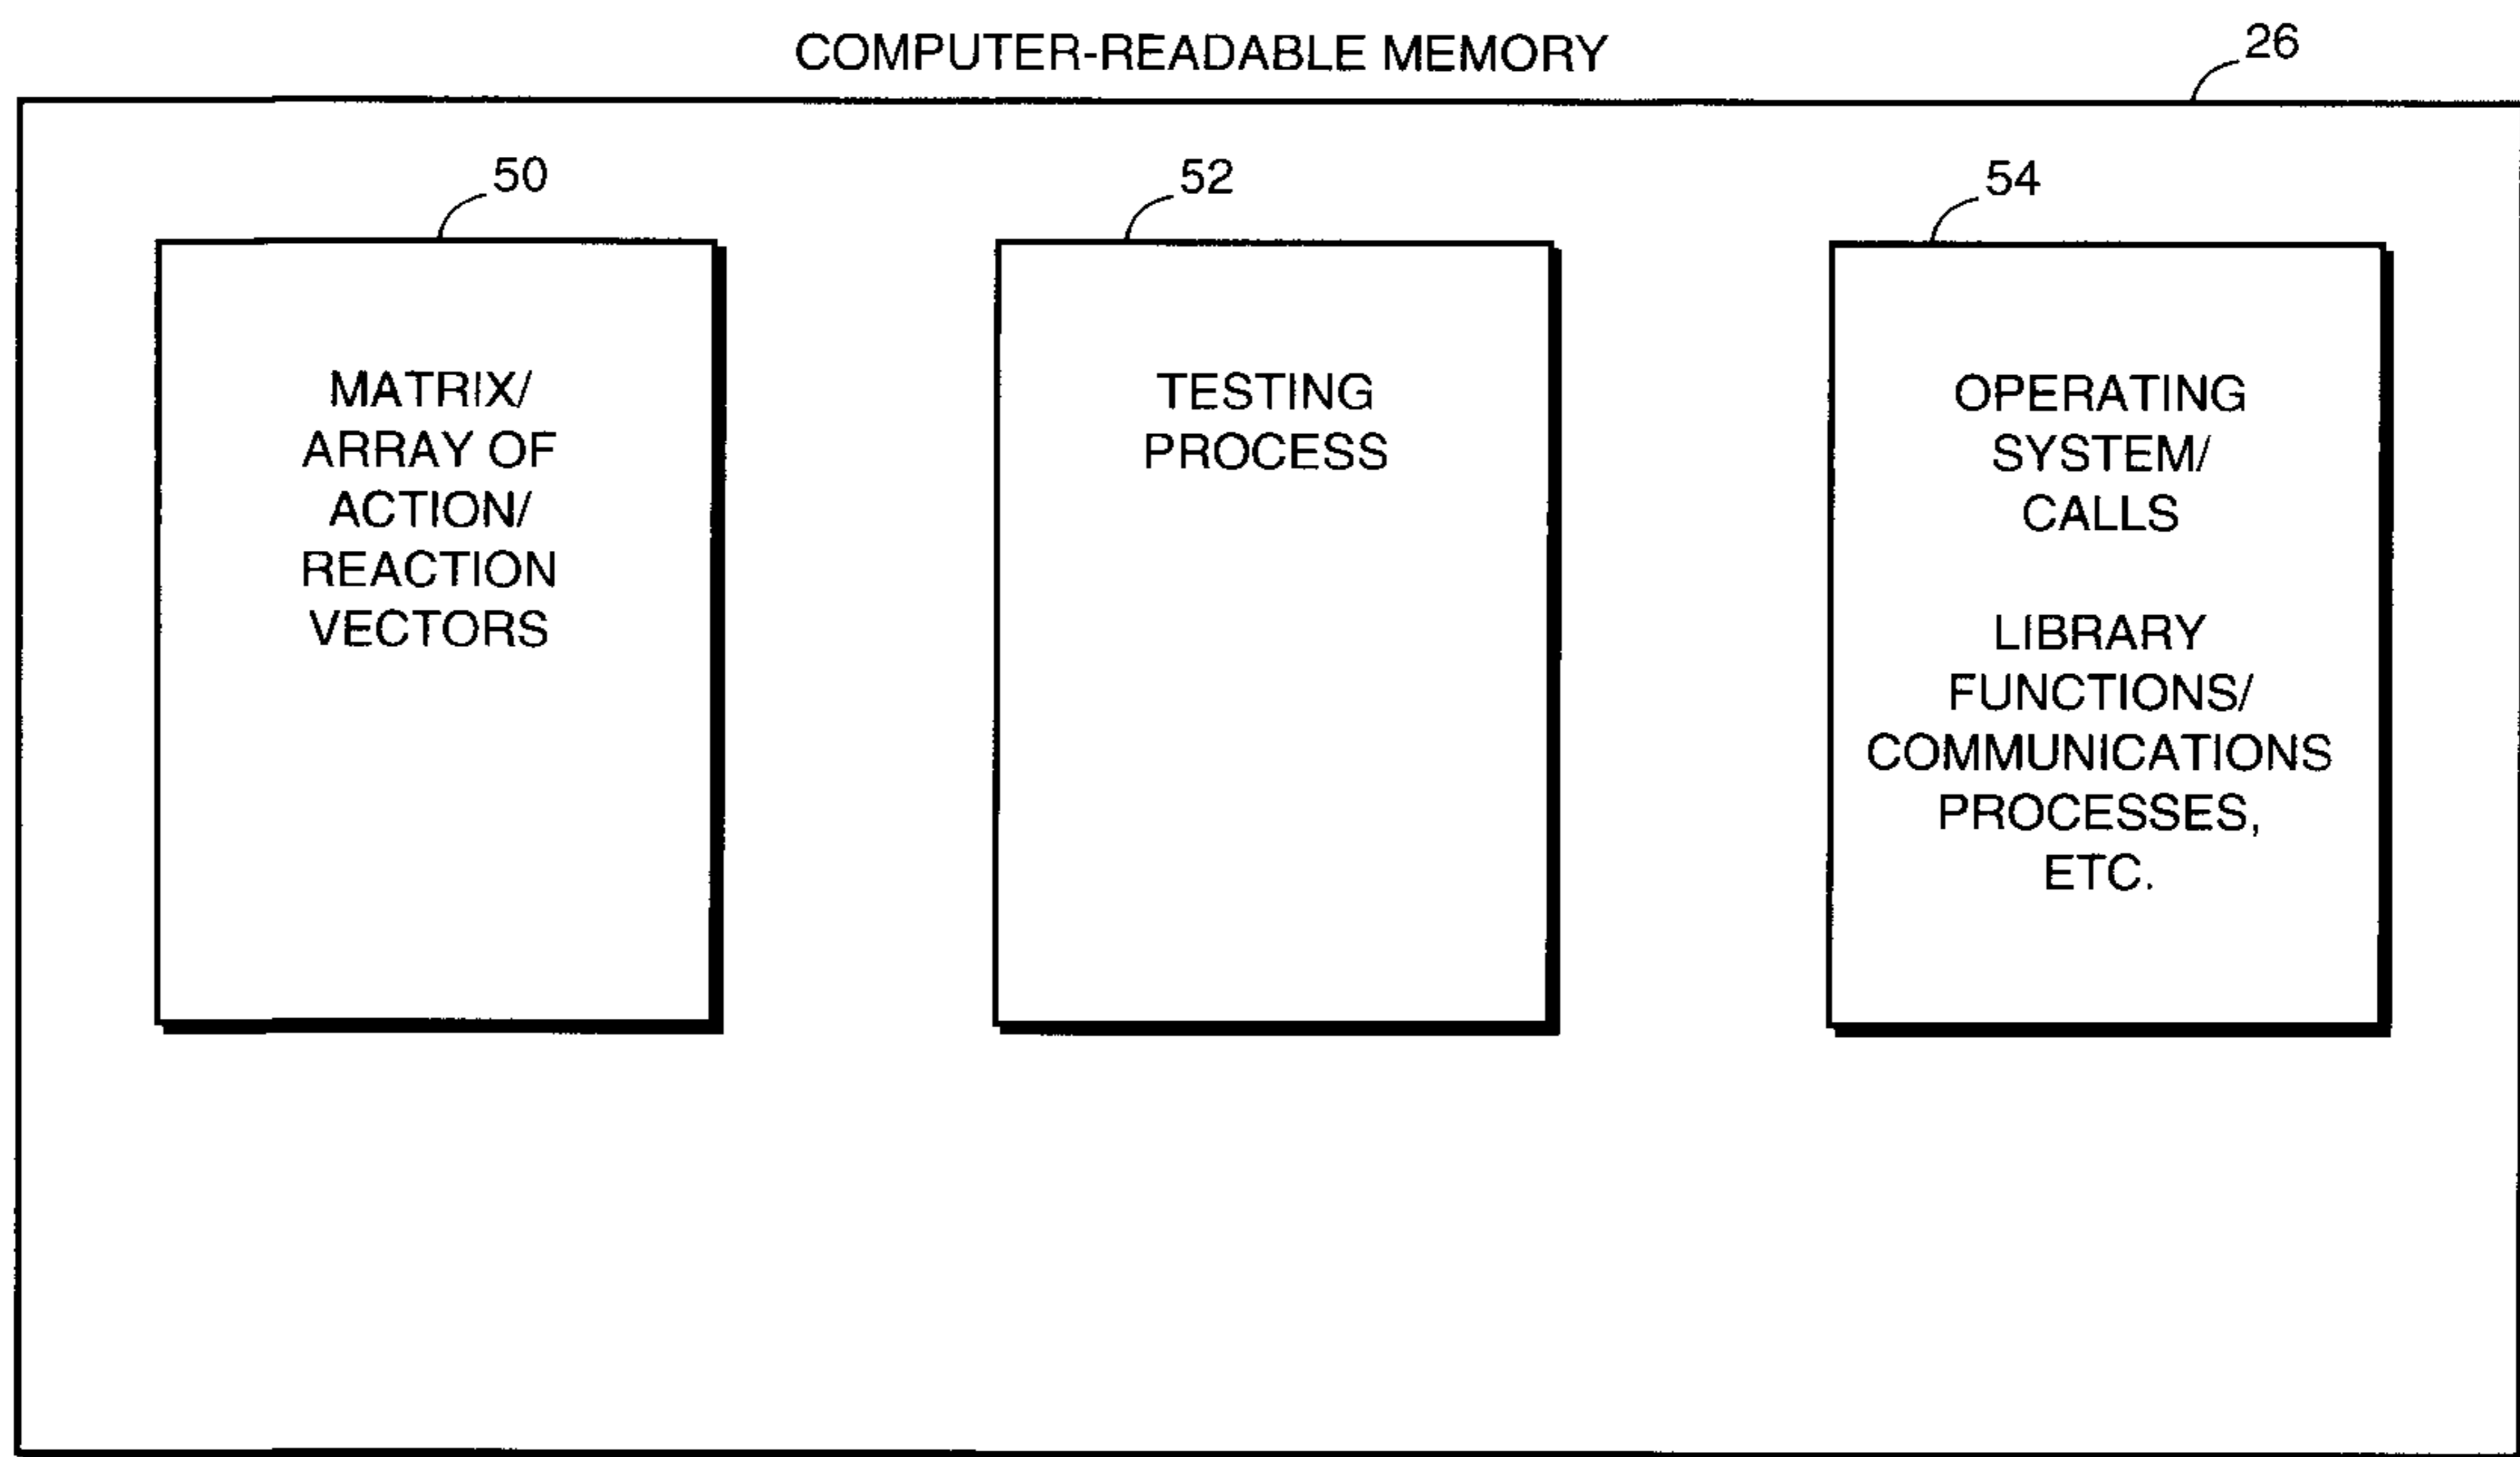 COMPUTER-READABLE MEMORY
26
50
52
54
MATRIX/
ARRAY OF
ACTION/
REACTION
VECTORS
TESTING
PROCESS
OPERATING
SYSTEM/
CALLS
LIBRARY
FUNCTIONS/
COMMUNICATIONS
PROCESSES,
ETC.